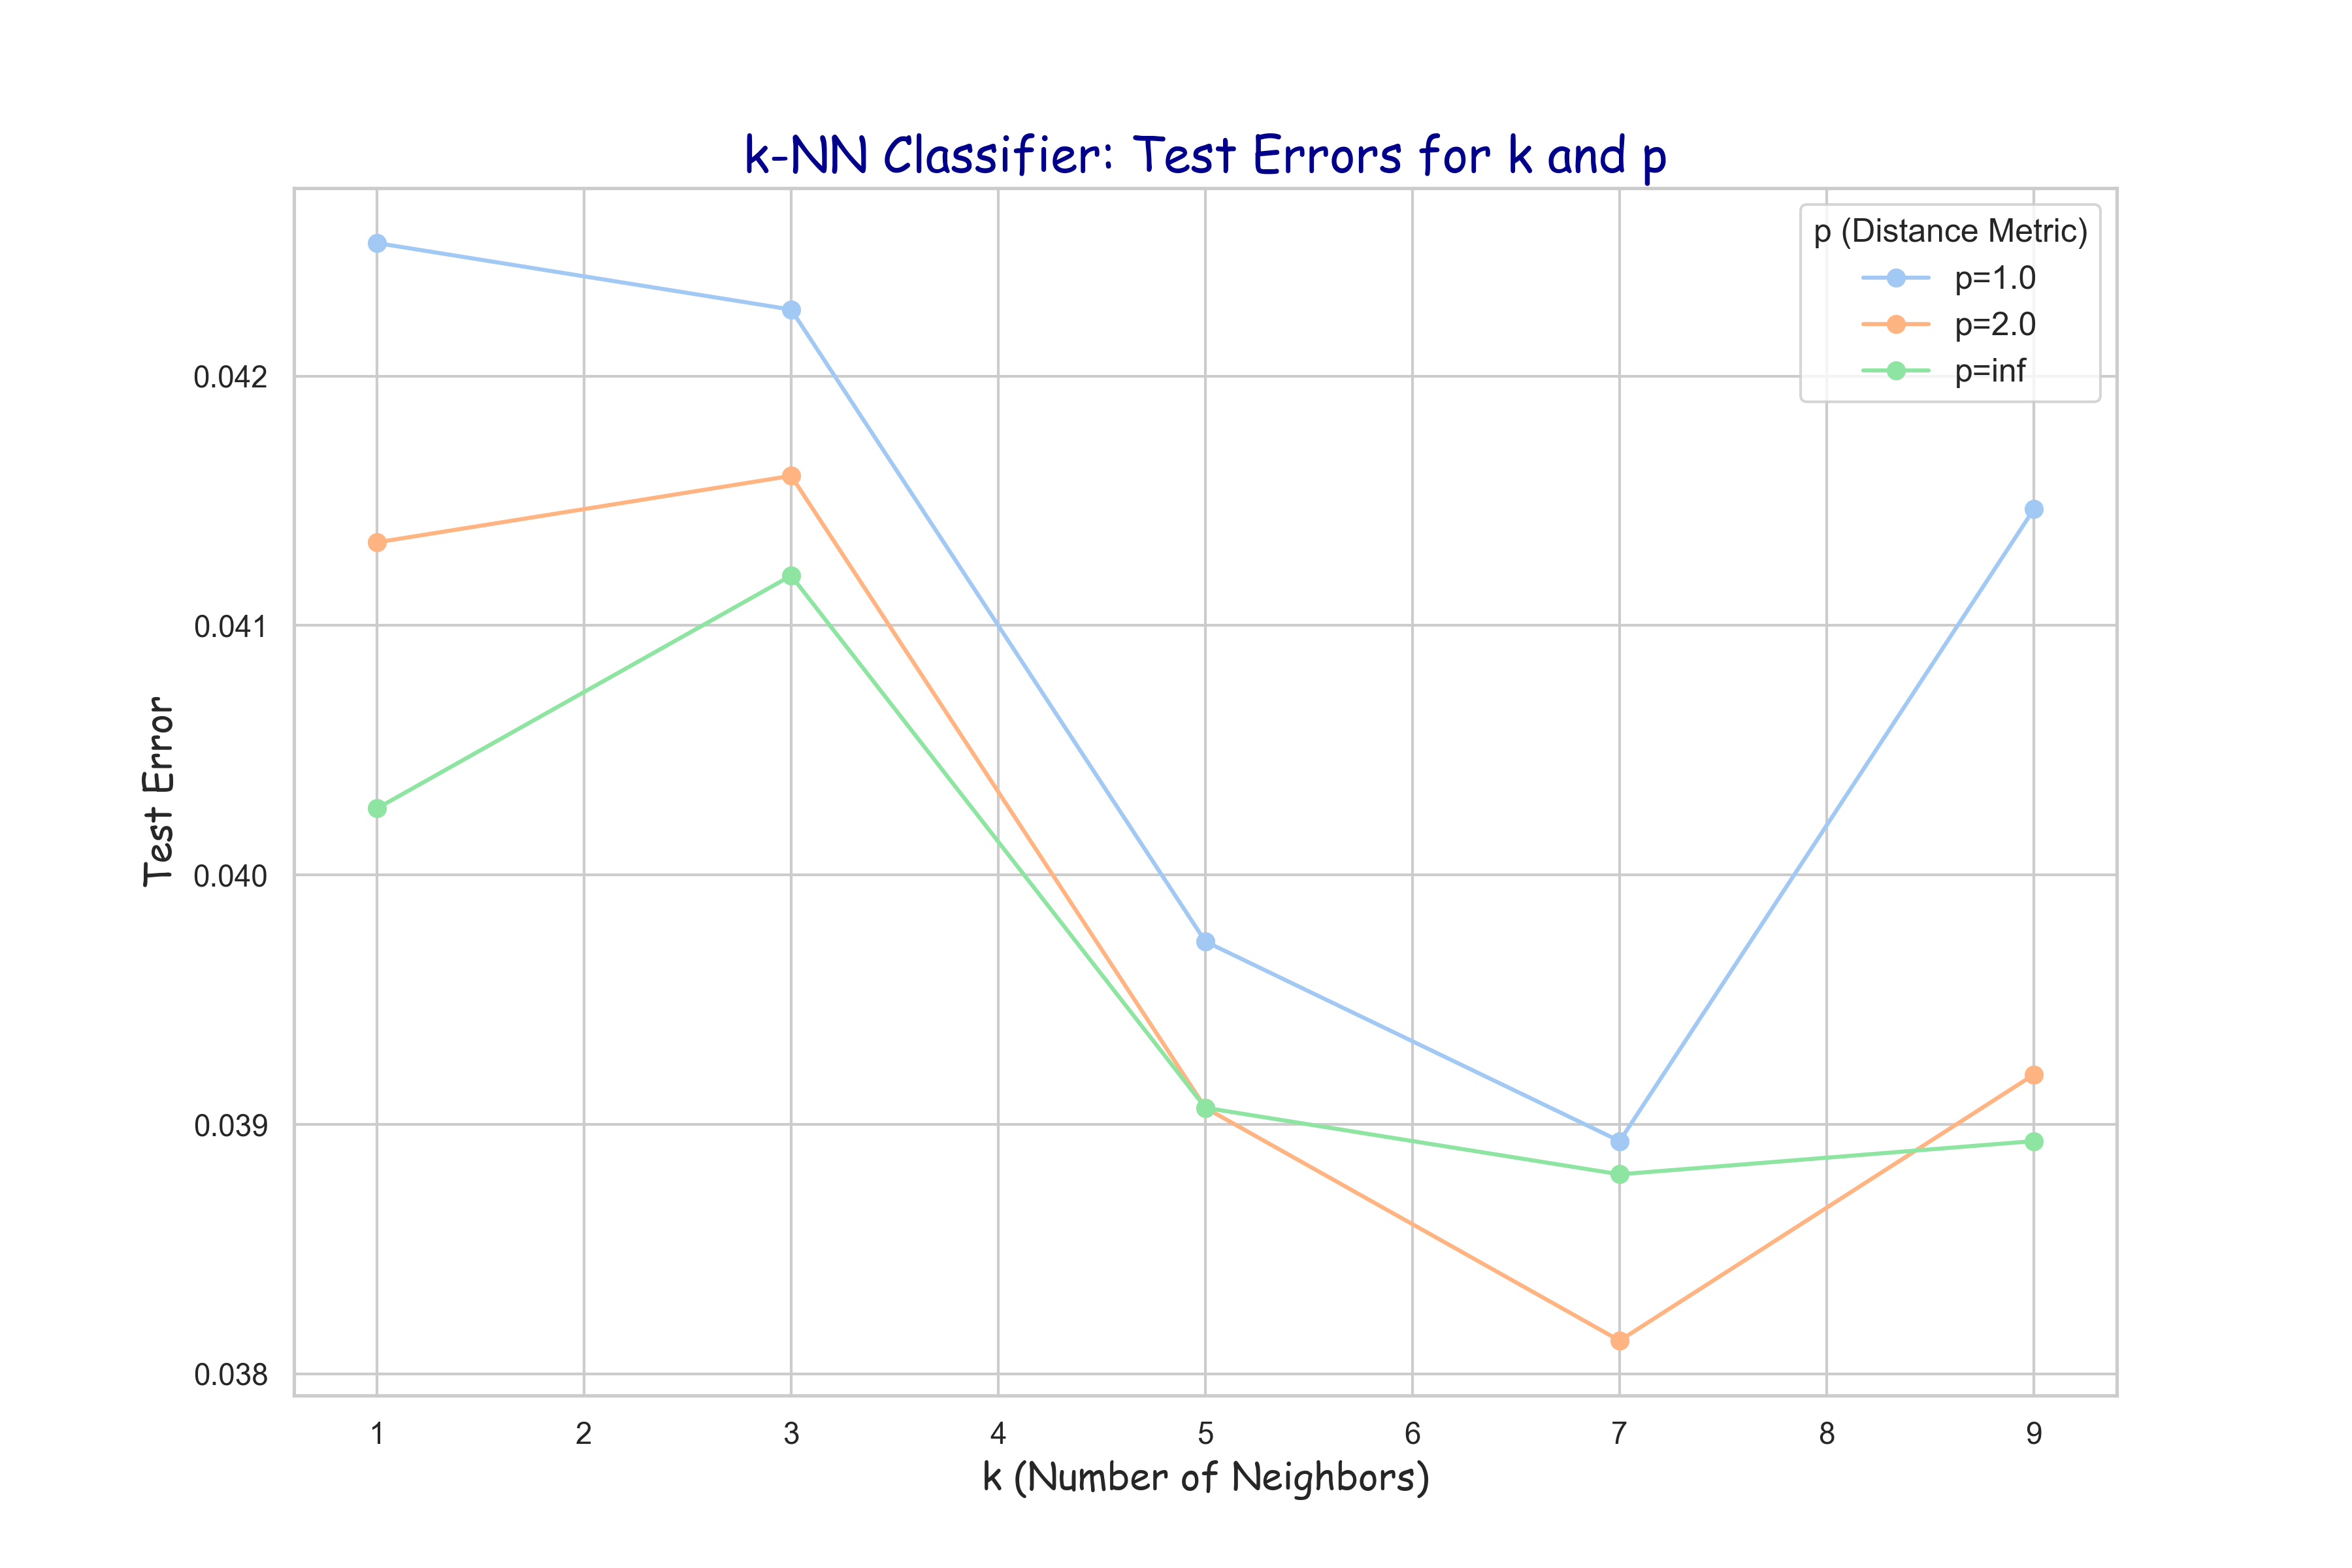 k-NN Classifier: Test Errors for k and p
p (Distance Metric)
p=1.0
p=2.0
p=inf
Test Error
0.042
0.041
0.040
0.039
0.038
1 2 3 4 5 6 7 8 9
k (Number of Neighbors)